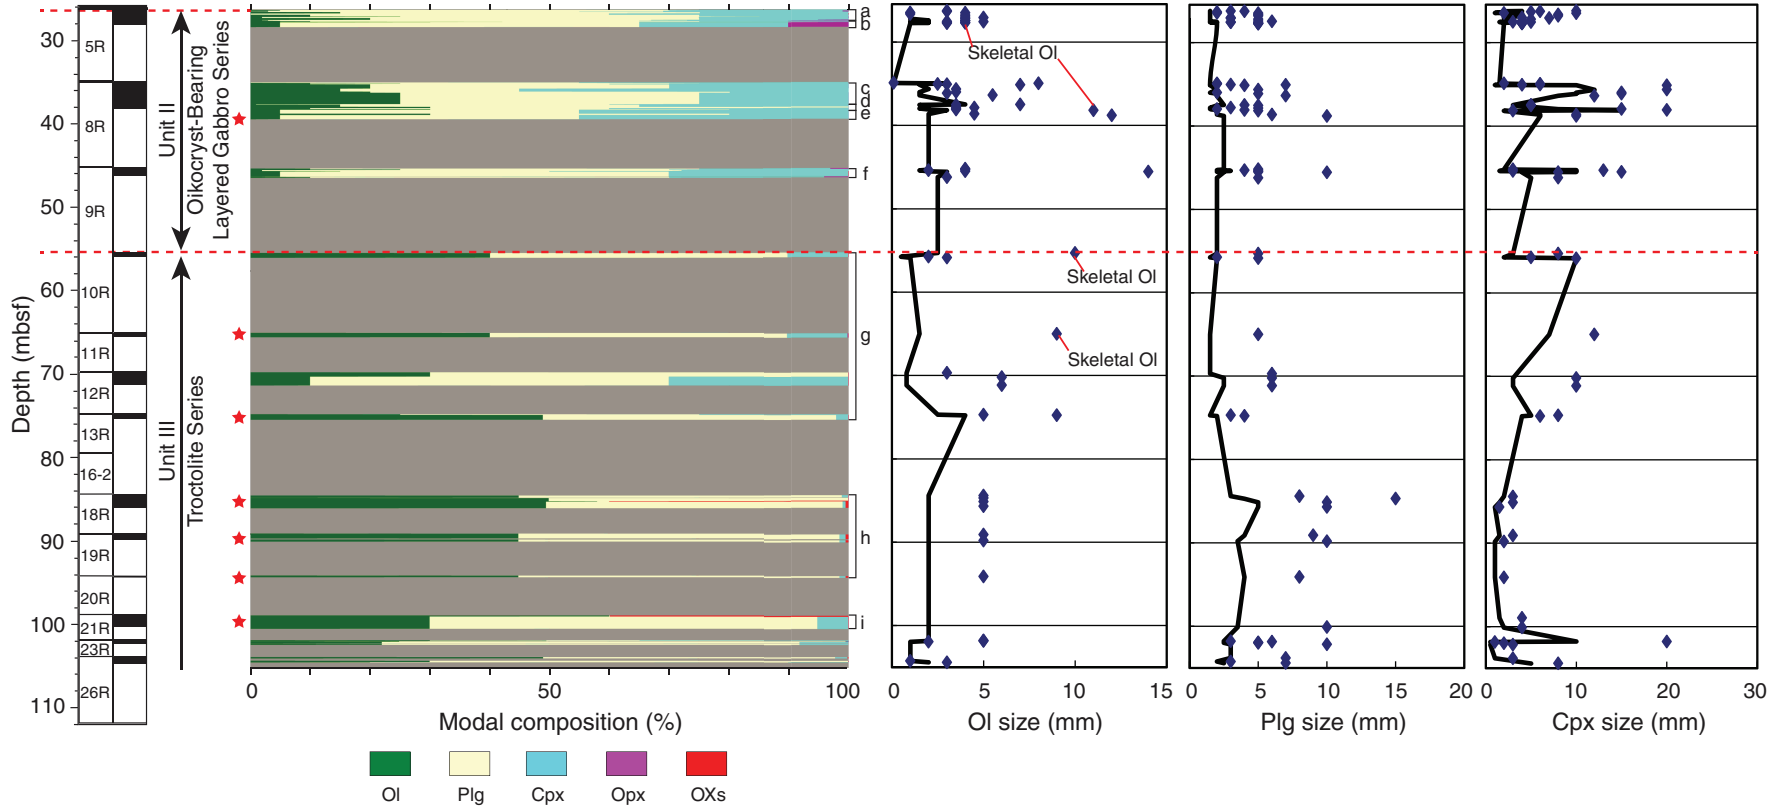 Depth (mbsf)
30
40
50
60
70
80
90
100
110
5R
8R
9R
10R
11R
12R
13R
16-2
18R
19R
20R
21R
23R
26R
Unit II
Oikocryst-Bearing
Layered Gabbro Series
Unit III
Troctolite Series
a
b
c
d
e
f
g
h
i
Skeletal Ol
Skeletal Ol
Skeletal Ol
0 50 100
Modal composition (%)
0 5 10 15
Ol size (mm)
0 5 10 15 20
Plg size (mm)
0 10 20 30
Cpx size (mm)
Ol Plg Cpx Opx OXs